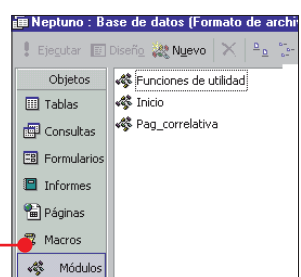 Neptuno : Base de datos (Formato de archi
Ejecutar Diseño Nuevo
Objetos
Tablas
Consultas
Formularios
Informes
Páginas
Macros
Módulos
Funciones de utilidad
Inicio
Pag_correlativa